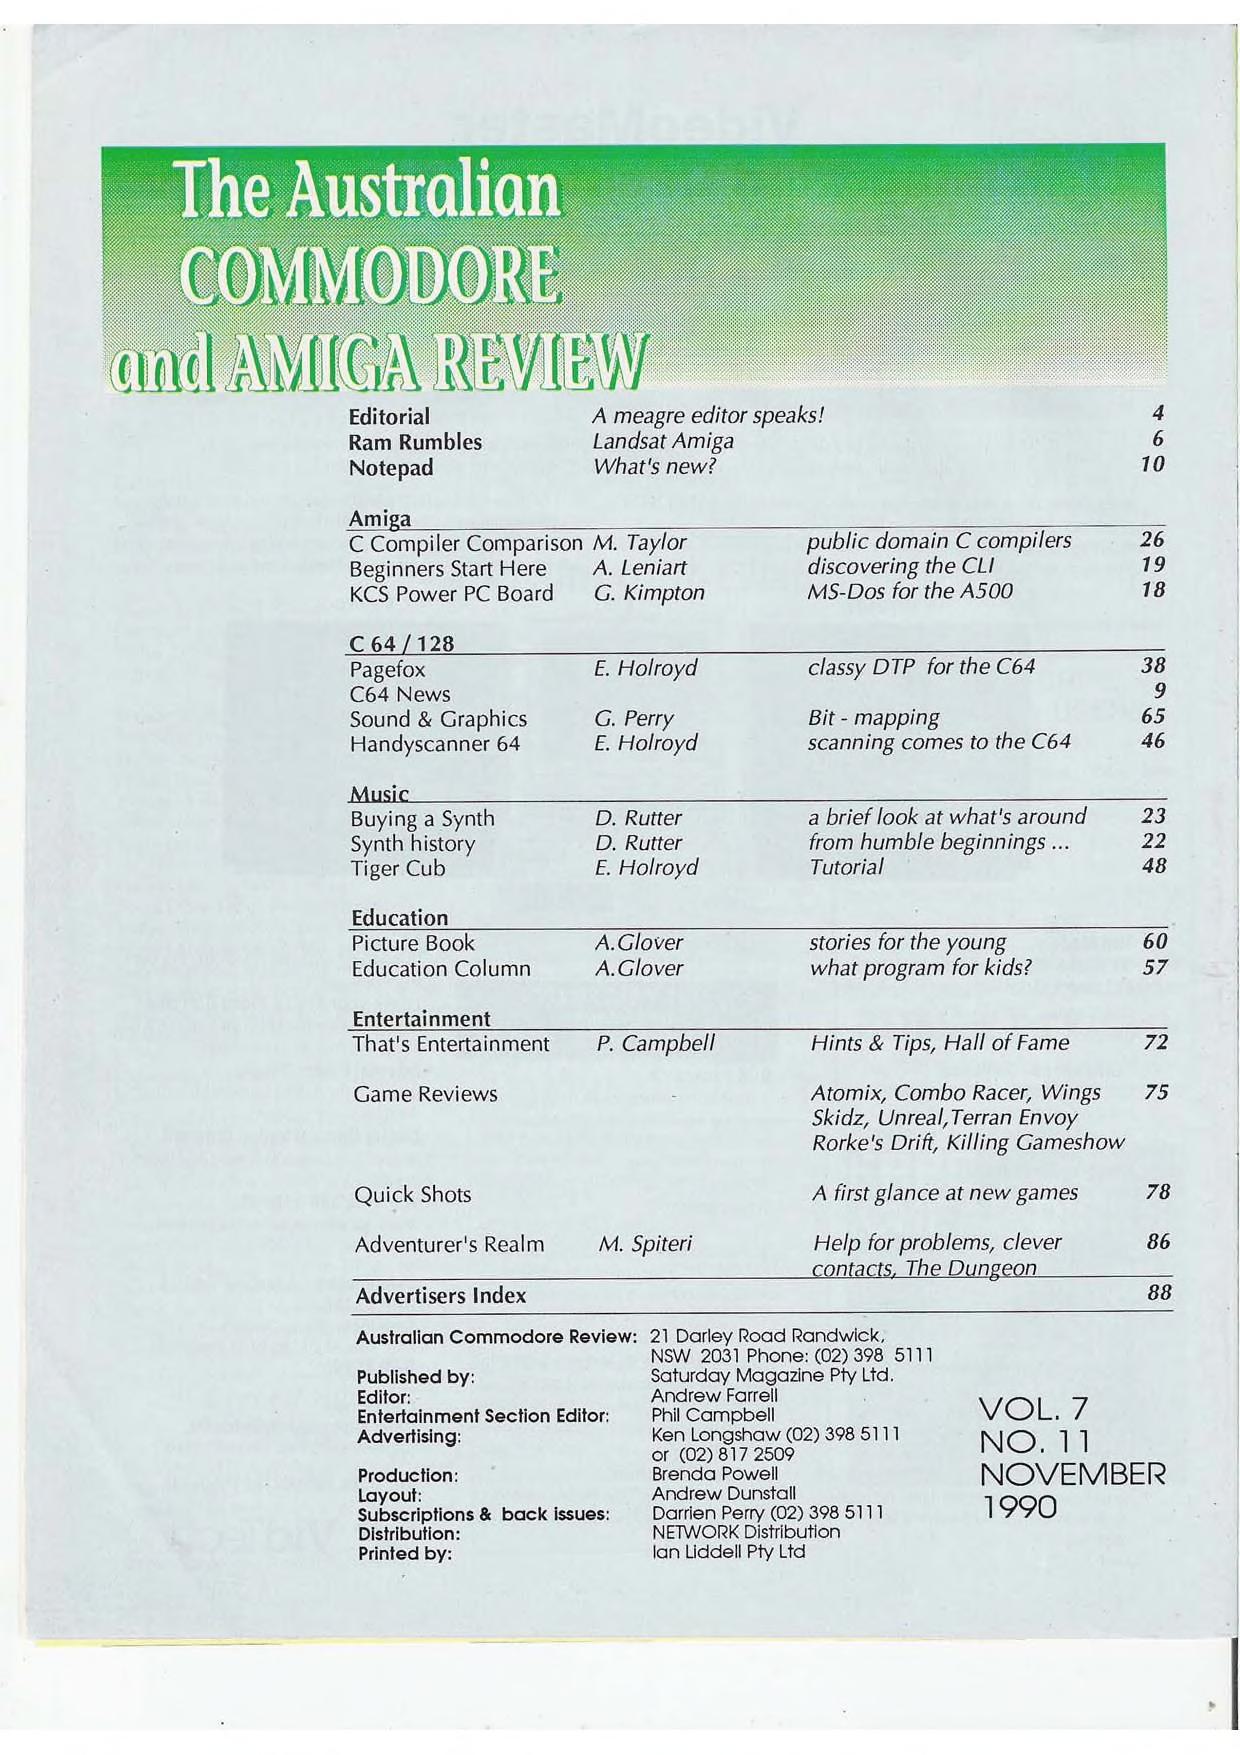 The Australian
COMMODORE
and AMIGA REVIEW
Editorial A meagre editor speaks! 4
Ram Rumbles Landsat Amiga 6
Notepad What's new? 10
Amiga
C Compiler Comparison M. Taylor public domain C compilers 26
Beginners Start Here A. Leniart discovering the CLI 19
KCS Power PC Board G. Kimpton MS-Dos for the A500 18
C 64 / 128
Pagefox E. Holroyd classy DTP for the C64 38
C64 News 9
Sound & Graphics G. Perry Bit - mapping 65
Handyscanner 64 E. Holroyd scanning comes to the C64 46
Music
Buying a Synth D. Rutter a brief look at what's around 23
Synth history D. Rutter from humble beginnings ... 22
Tiger Cub E. Holroyd Tutorial 48
Education
Picture Book A.Glover stories for the young 60
Education Column A.Glover what program for kids? 57
Entertainment
That's Entertainment P. Campbell Hints & Tips, Hall of Fame 72
Game Reviews - Atomix, Combo Racer, Wings 75
Skidz, Unreal,Terran Envoy
Rorke's Drift, Killing Gameshow
Quick Shots A first glance at new games 78
Adventurer's Realm M. Spiteri Help for problems, clever 86
contacts, The Dungeon
Advertisers Index 88
Australian Commodore Review: 21 Darley Road Randwick,
NSW 2031 Phone: (02) 398 5111
Published by: Saturday Magazine Pty Ltd.
Editor: Andrew Farrell
Entertainment Section Editor: Phil Campbell
Advertising: Ken Longshaw (02) 398 5111
or (02) 817 2509
Production: Brenda Powell
Layout: Andrew Dunstall
Subscriptions & back issues: Darrien Perry (02) 398 5111
Distribution: NETWORK Distribution
Printed by: Ian Liddell Pty Ltd
VOL. 7
NO. 11
NOVEMBER
1990